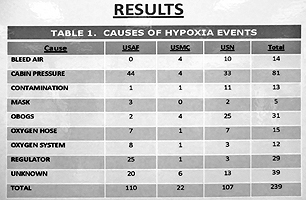 RESULTS
TABLE 1. CAUSES OF HYPOXIA EVENTS
Cause USAF USMC USN Total
BLEED AIR 0 4 10 14
CABIN PRESSURE 44 4 33 81
CONTAMINATION 1 1 11 13
MASK 3 0 2 5
OBOGS 2 4 25 31
OXYGEN HOSE 7 1 7 15
OXYGEN SYSTEM 8 1 3 12
REGULATOR 25 1 3 29
UNKNOWN 20 6 13 39
TOTAL 110 22 107 239